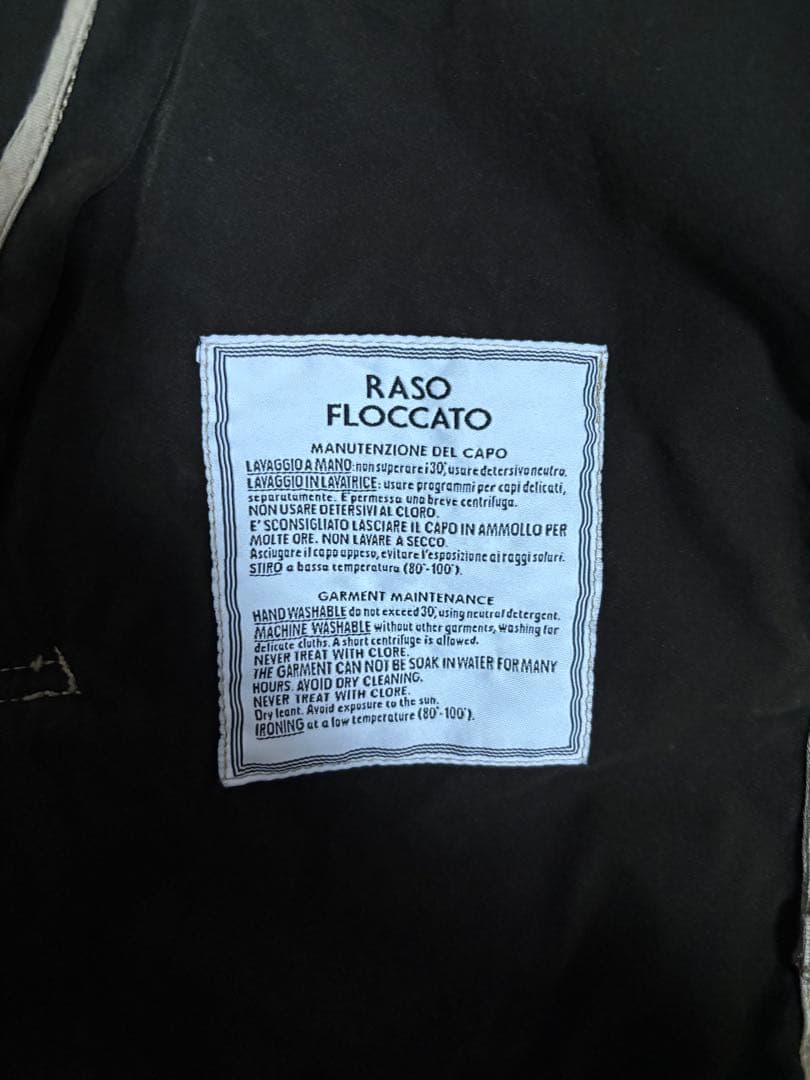 RASO
FLOCCATO
MANUTENZIONE DEL CAPO
LAVAGGIO A MANO: non superare i 30°, usare detersivo neutro.
LAVAGGIO IN LAVATRICE: usare programmi per capi delicati,
separatamente. E' permessa una breve centrifuga.
NON USARE DETERSIVI AL CLORO.
E' SCONSIGLIATO LASCIARE IL CAPO IN AMMOLLO PER
MOLTE ORE. NON LAVARE A SECCO.
Asciugare il capo appeso, evitare l'esposizione ai raggi solari.
STIRO a bassa temperatura (80°-100°).
GARMENT MAINTENANCE
HAND WASHABLE do not exceed 30°, using neutral detergent.
MACHINE WASHABLE without other garments, washing for
delicate cloths. A short centrifuge is allowed.
NEVER TREAT WITH CLORE.
THE GARMENT CAN NOT BE SOAK IN WATER FOR MANY
HOURS. AVOID DRY CLEANING.
NEVER TREAT WITH CLORE.
Dry leant. Avoid exposure to the sun.
IRONING at a low temperature (80°-100°).